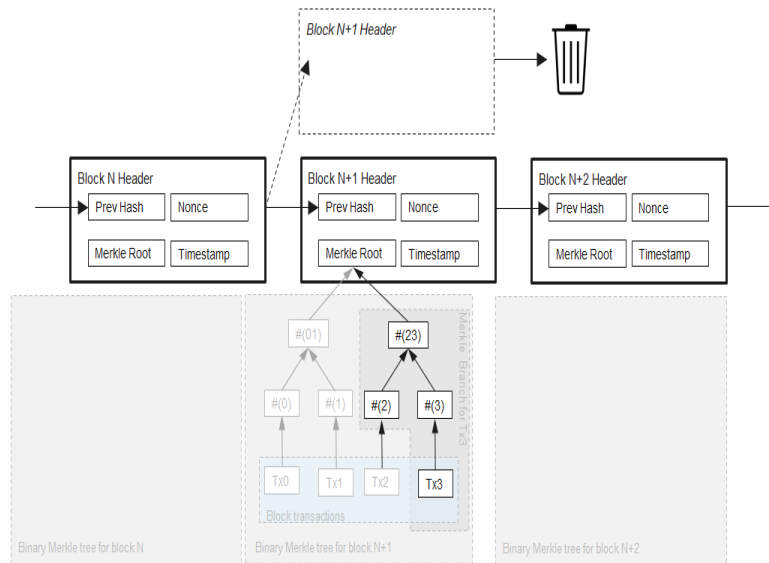 Block N+1 Header
Block N Header
Prev Hash
Nonce
Merkle Root
Timestamp
Block N+1 Header
Prev Hash
Nonce
Merkle Root
Timestamp
Block N+2 Header
Prev Hash
Nonce
Merkle Root
Timestamp
#(01)
#(23)
#(0)
#(1)
#(2)
#(3)
Merkle Branch for Tx3
Tx0
Tx1
Tx2
Tx3
Block transactions
Binary Merkle tree for block N
Binary Merkle tree for block N+1
Binary Merkle tree for block N+2